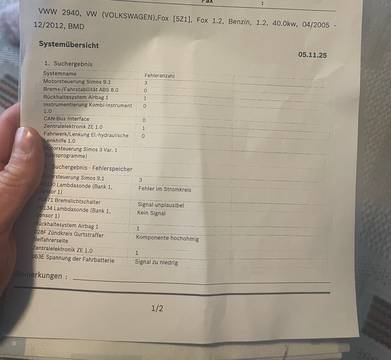 Fax :
VWW 2940, VW (VOLKSWAGEN),Fox [5Z1], Fox 1.2, Benzin, 1.2, 40.0kw, 04/2005 -
12/2012, BMD
Systemübersicht
05.11.25
1. Suchergebnis
Systemname Fehleranzahl
Motorsteuerung Simos 9.1 3
Bremse-/Fahrstabilität ABS 8.0 0
Rückhaltesystem Airbag 1 1
Instrumentierung Kombi-Instrument 0
1.0
CAN-Bus Interface 0
Zentralelektronik ZE 1.0 1
Fahrwerk/Lenkung El.-hydraulische 0
Lenkhilfe 1.0
Motorsteuerung Simos 3 Var. 1
Suchergebnis - Fehlerspeicher
Simos 9.1 3
Lambdasonde (Bank 1, Fehler im Stromkreis
Bremslichtschalter Signal unplausibel
Lambdasonde (Bank 1, Kein Signal
Airbag 1 1
Zündkreis Gurtstraffer Komponente hochohmig
Zentralelektronik ZE 1.0 1
Spannung der Fahrbatterie Signal zu niedrig
1/2